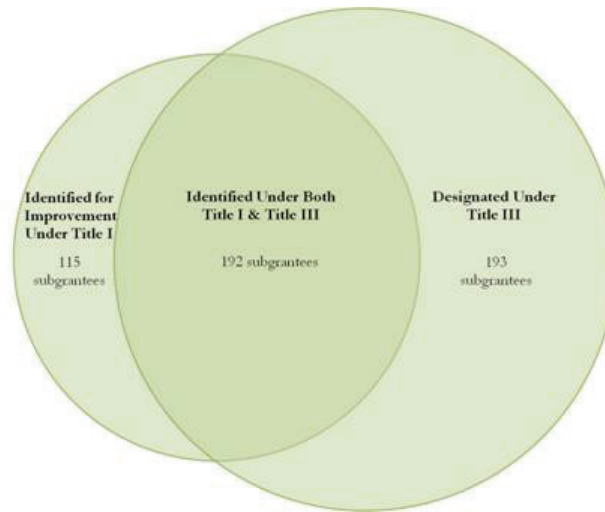 Identified for
Improvement
Under Title I
115
subgrantees
Identified Under Both
Title I & Title III
192 subgrantees
Designated Under
Title III
193
subgrantees